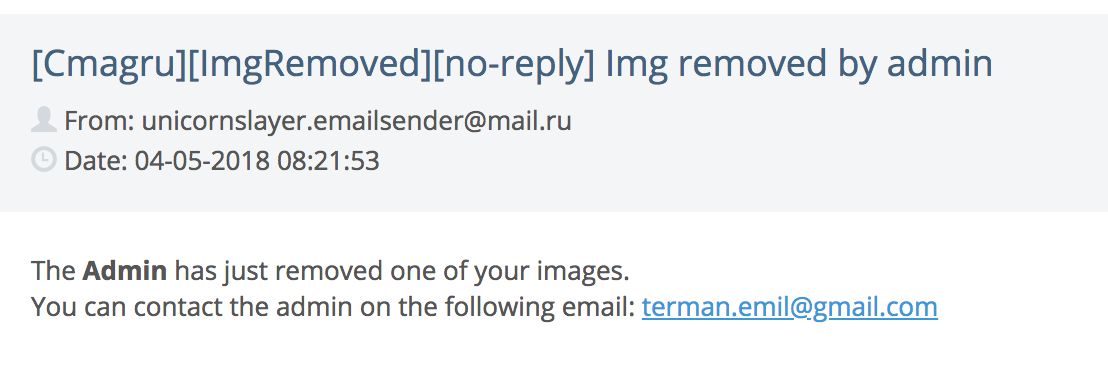 [Cmagru][ImgRemoved][no-reply] Img removed by admin
From: unicornslayer.emailsender@mail.ru
Date: 04-05-2018 08:21:53
The Admin has just removed one of your images.
You can contact the admin on the following email: terman.emil@gmail.com